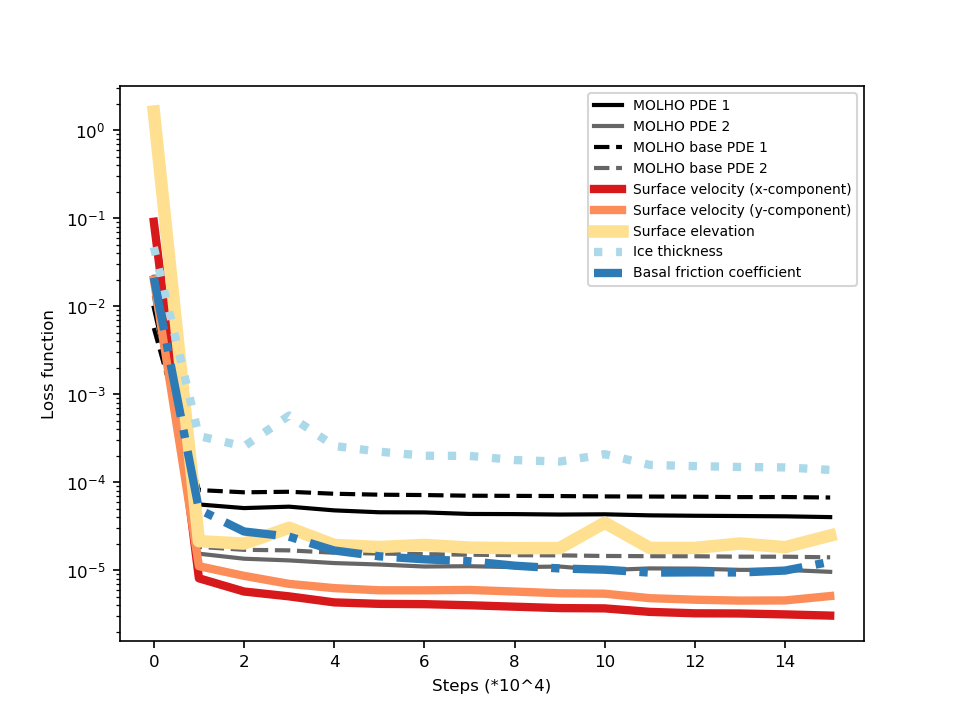 MOLHO PDE 1
MOLHO PDE 2
MOLHO base PDE 1
MOLHO base PDE 2
Surface velocity (x-component)
Surface velocity (y-component)
Surface elevation
Ice thickness
Basal friction coefficient
10^0
10^-1
10^-2
10^-3
10^-4
10^-5
Loss function
0 2 4 6 8 10 12 14
Steps (*10^4)